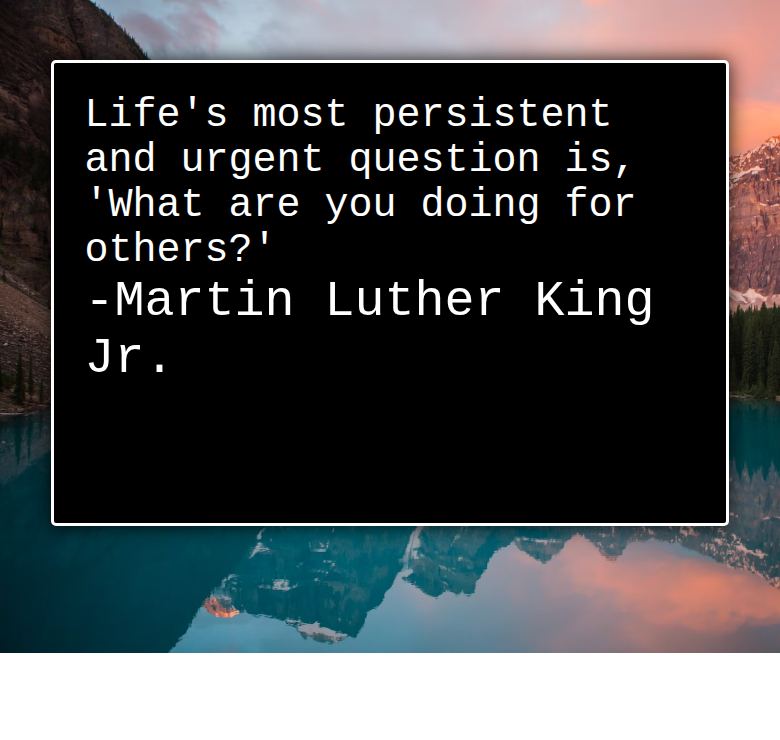 Life's most persistent
and urgent question is,
'What are you doing for
others?'
-Martin Luther King
Jr.